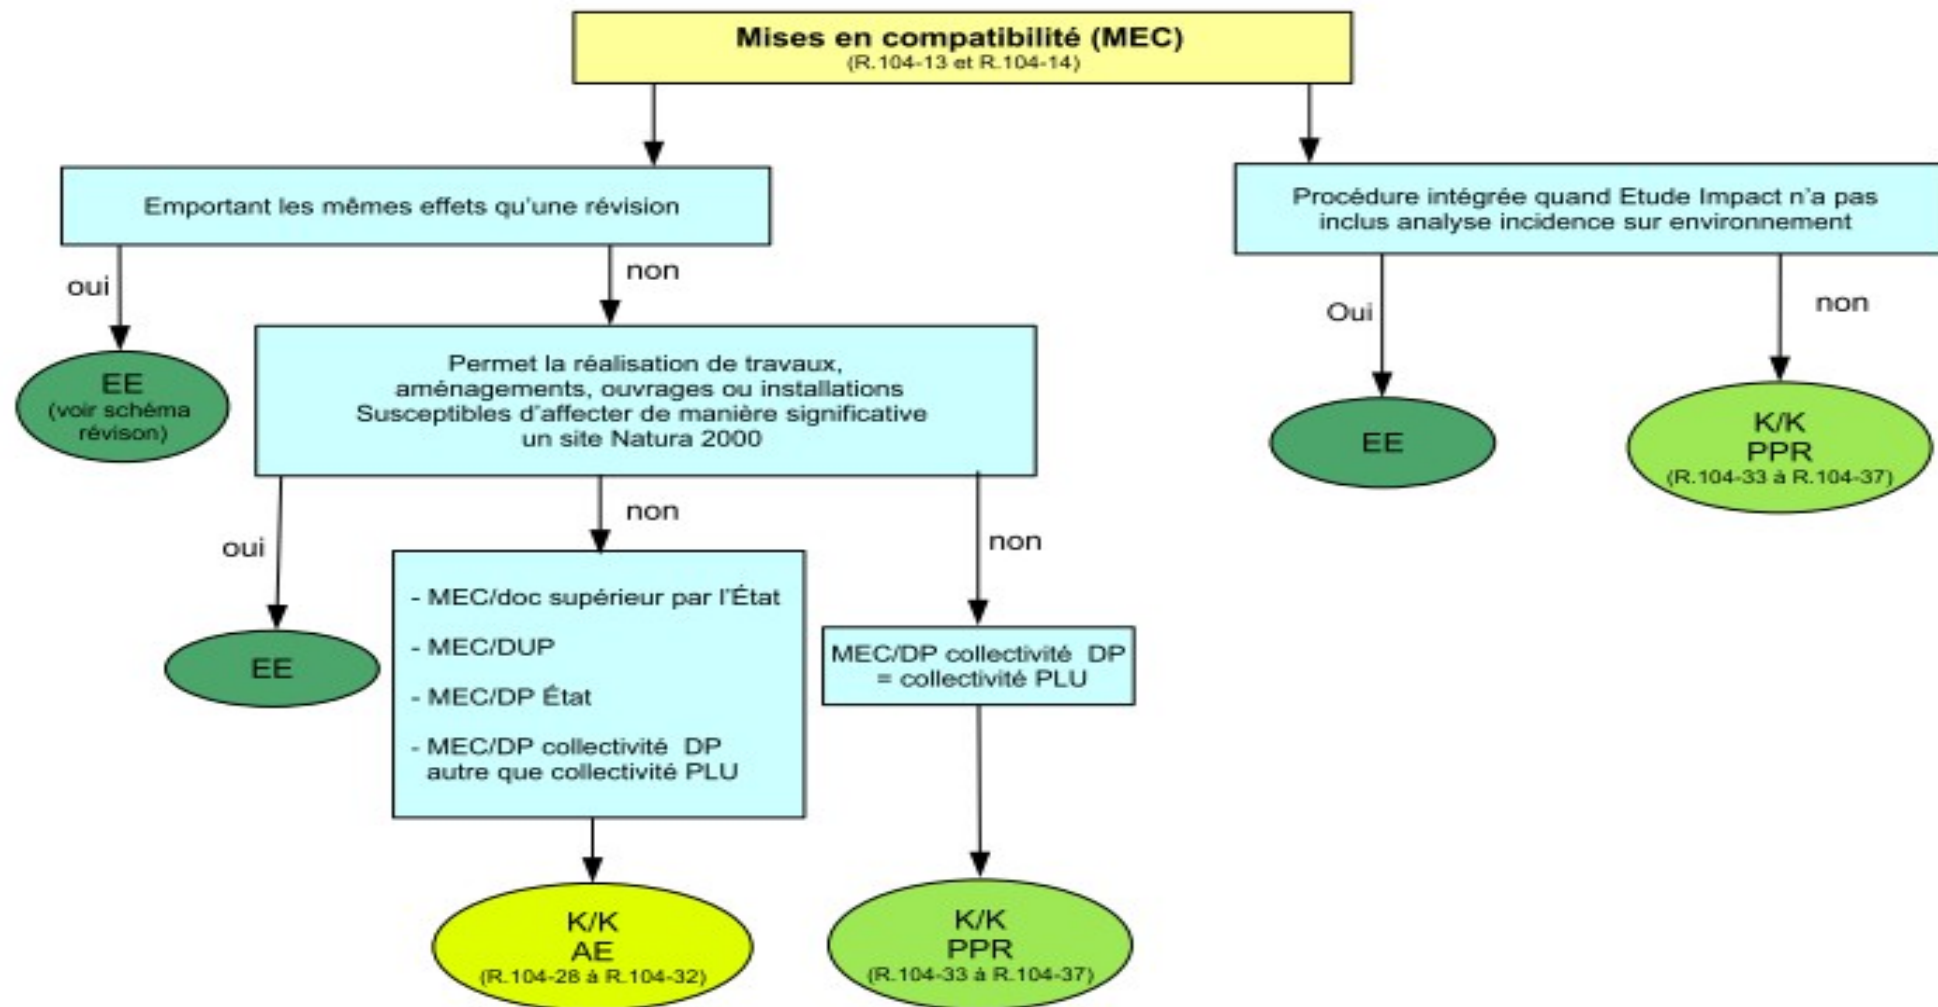 Mises en compatibilité (MEC)
(R.104-13 et R.104-14)
Emportant les mêmes effets qu'une révision
Procédure intégrée quand Etude Impact n'a pas
inclus analyse incidence sur environnement
oui
non
Oui
non
EE
(voir schéma
révison)
Permet la réalisation de travaux,
aménagements, ouvrages ou installations
Susceptibles d'affecter de manière significative
un site Natura 2000
EE
K/K
PPR
(R.104-33 à R.104-37)
oui
non
non
EE
- MEC/doc supérieur par l'État
- MEC/DUP
- MEC/DP État
- MEC/DP collectivité DP
autre que collectivité PLU
MEC/DP collectivité DP
= collectivité PLU
K/K
AE
(R.104-28 à R.104-32)
K/K
PPR
(R.104-33 à R.104-37)